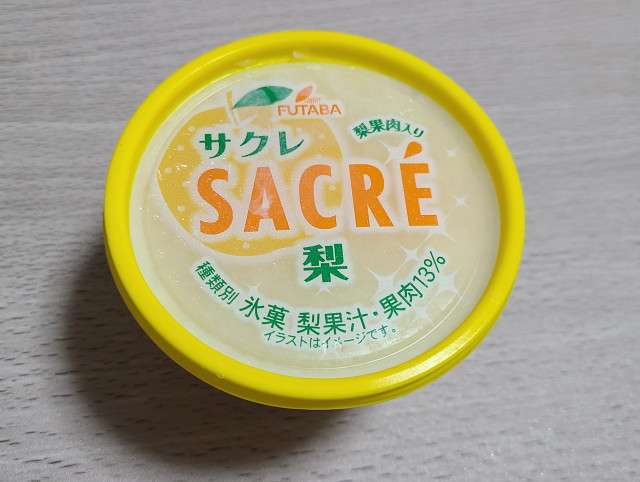 FUTABA
サクレ
梨果肉入り
SACRÉ
梨
種類別 氷菓 梨果汁・果肉13%
イラストはイメージです。